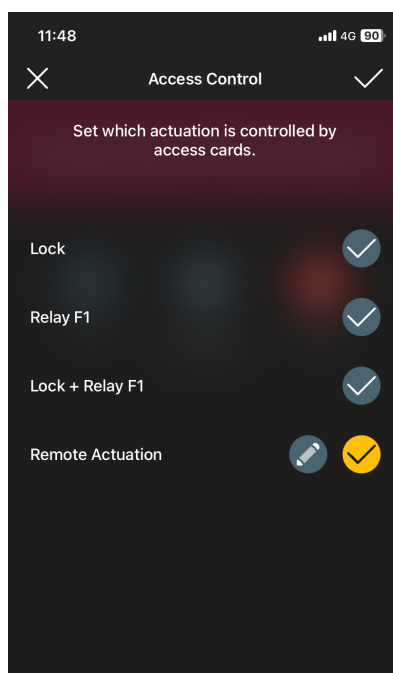 11:48
4G 90
Access Control
Set which actuation is controlled by
access cards.
Lock
Relay F1
Lock + Relay F1
Remote Actuation